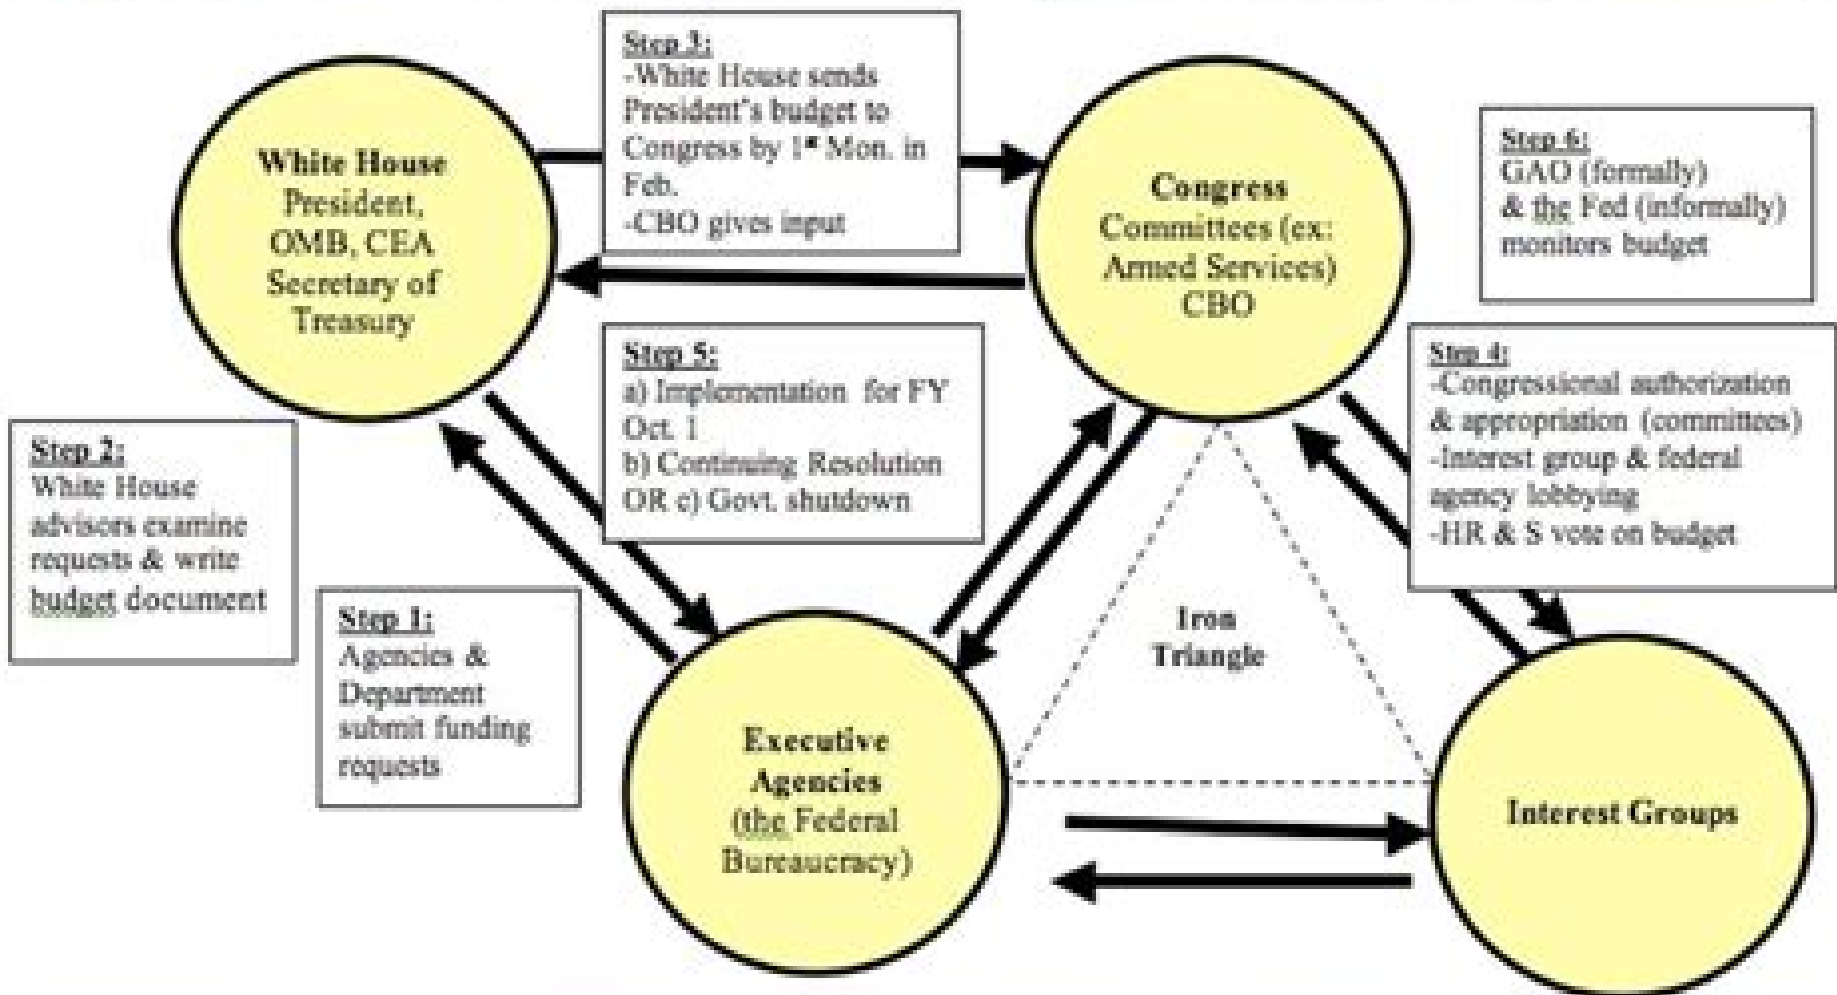 Step 3:
-White House sends
President's budget to
Congress by 1st Mon. in
Feb.
-CBO gives input
White House
President,
OMB, CEA
Secretary of
Treasury
Congress
Committees (ex:
Armed Services)
CBO
Step 6:
GAO (formally)
& the Fed (informally)
monitors budget
Step 5:
a) Implementation for FY
Oct. 1
b) Continuing Resolution
OR c) Govt. shutdown
Step 4:
-Congressional authorization
& appropriation (committees)
-Interest group & federal
agency lobbying
-HR & S vote on budget
Step 2:
White House
advisors examine
requests & write
budget document
Step 1:
Agencies &
Department
submit funding
requests
Iron
Triangle
Executive
Agencies
(the Federal
Bureaucracy)
Interest Groups